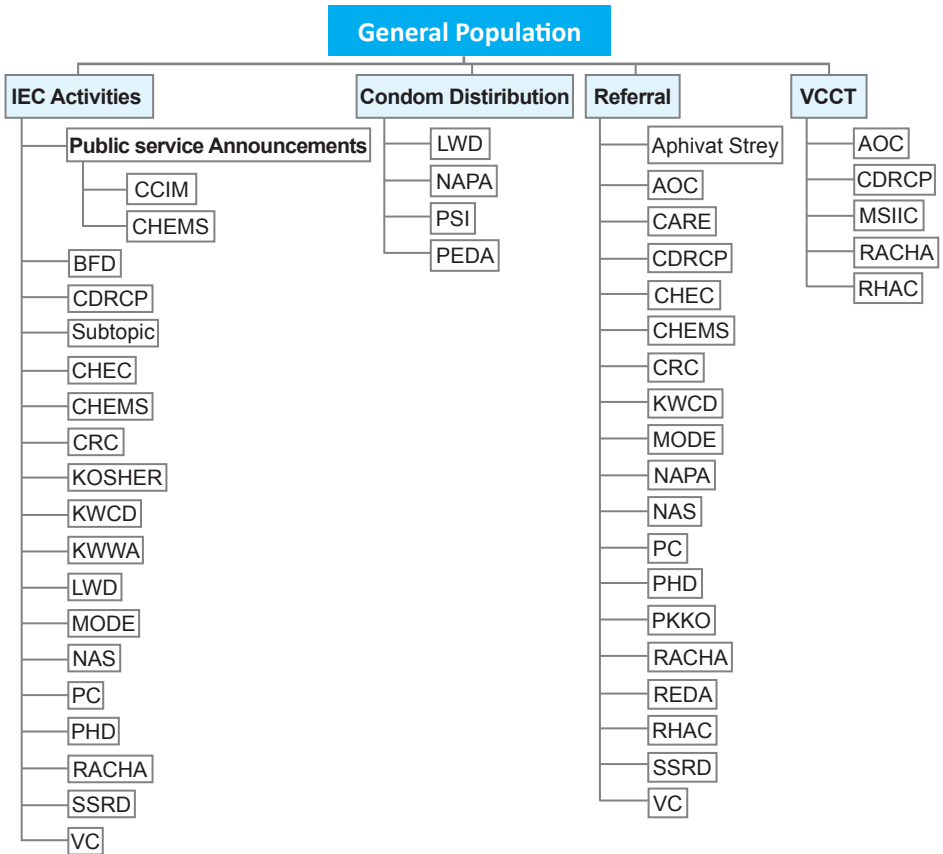 General Population
IEC Activities
Public service Announcements
CCIM
CHEMS
BFD
CDRCP
Subtopic
CHEC
CHEMS
CRC
KOSHER
KWCD
KWWA
LWD
MODE
NAS
PC
PHD
RACHA
SSRD
VC
Condom Distiribution
LWD
NAPA
PSI
PEDA
Referral
Aphivat Strey
AOC
CARE
CDRCP
CHEC
CHEMS
CRC
KWCD
MODE
NAPA
NAS
PC
PHD
PKKO
RACHA
REDA
RHAC
SSRD
VC
VCCT
AOC
CDRCP
MSIIC
RACHA
RHAC